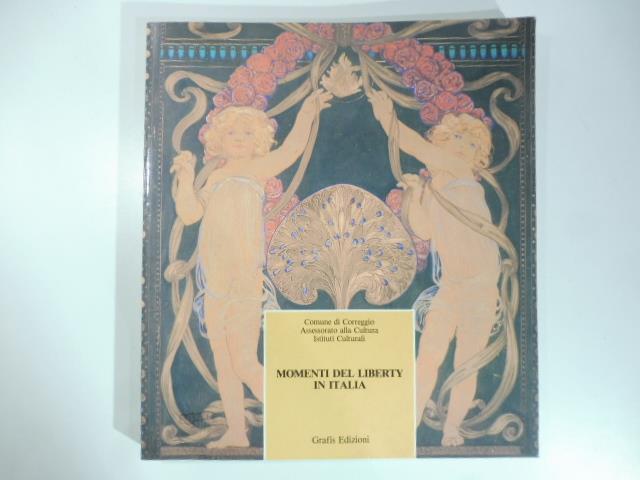 Comune di Correggio
Assessorato alla Cultura
Istituti Culturali
MOMENTI DEL LIBERTY
IN ITALIA
Grafis Edizioni